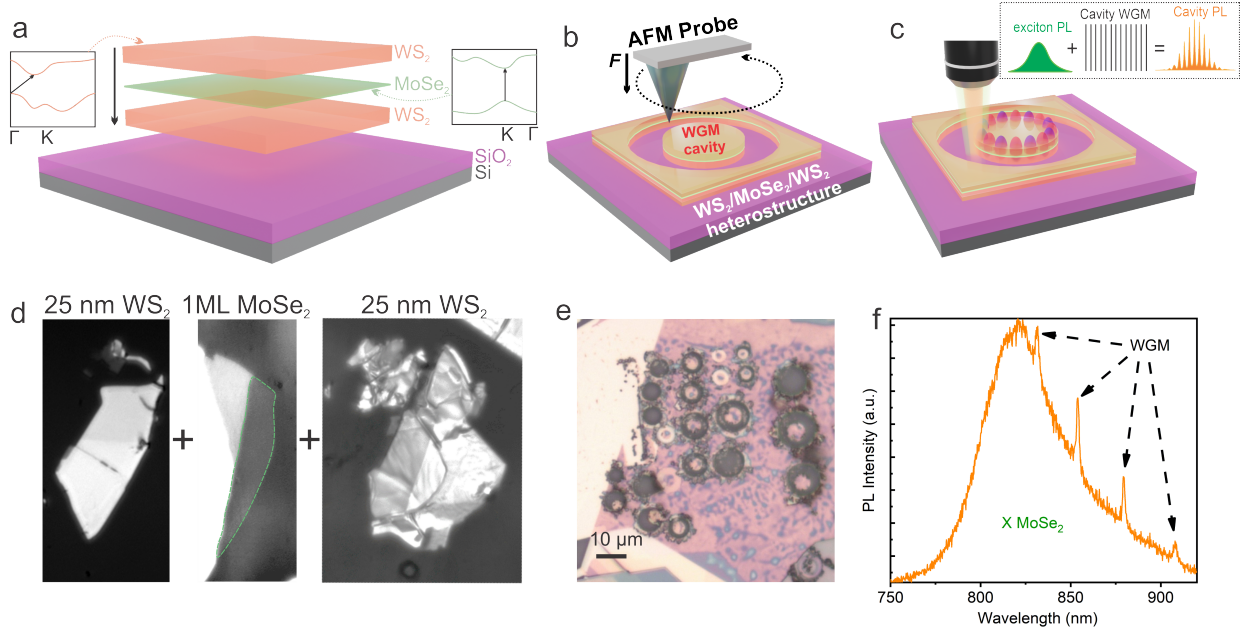 a
WS₂
MoSe₂
WS₂
SiO₂
Si
Γ K
K Γ
b
AFM Probe
F
WGM
cavity
WS₂/MoSe₂/WS₂
heterostructure
c
exciton PL
Cavity WGM
Cavity PL
+
=
d
25 nm WS₂
1ML MoSe₂
25 nm WS₂
+
+
e
10 µm
f
WGM
X MoSe₂
PL Intensity (a.u.)
750 800 850 900
Wavelength (nm)